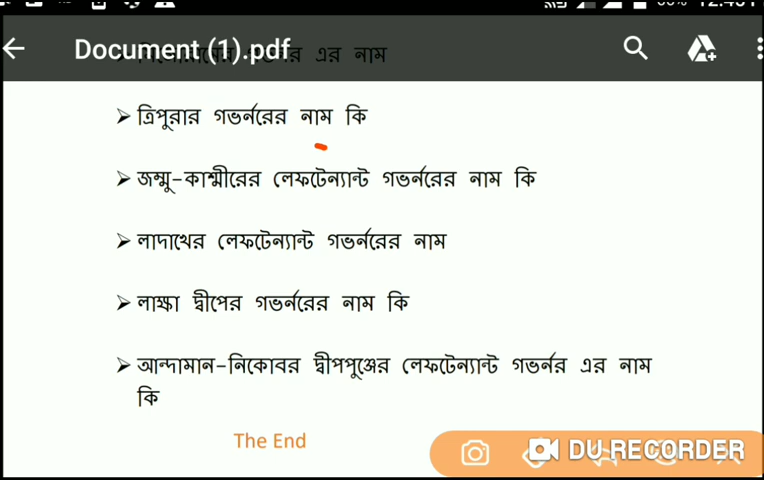 Document (1).pdf
এর নাম
➢ ত্রিপুরার গভর্নরের নাম কি
➢ জম্মু-কাশ্মীরের লেফটেন্যান্ট গভর্নরের নাম কি
➢ লাদাখের লেফটেন্যান্ট গভর্নরের নাম
➢ লাক্ষা দ্বীপের গভর্নরের নাম কি
➢ আন্দামান-নিকোবর দ্বীপপুঞ্জের লেফটেন্যান্ট গভর্নর এর নাম
কি
The End
DU RECORDER